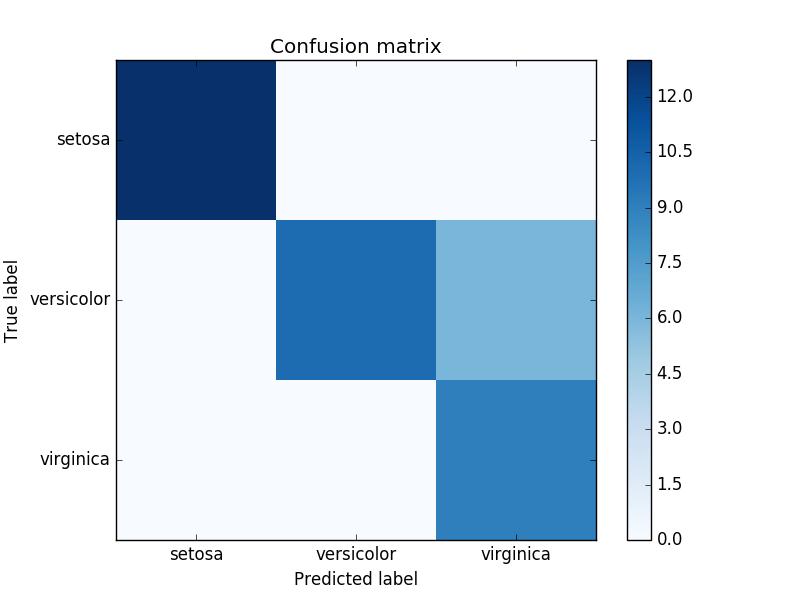 Confusion matrix
True label
setosa
versicolor
virginica
setosa versicolor virginica
Predicted label
12.0
10.5
9.0
7.5
6.0
4.5
3.0
1.5
0.0